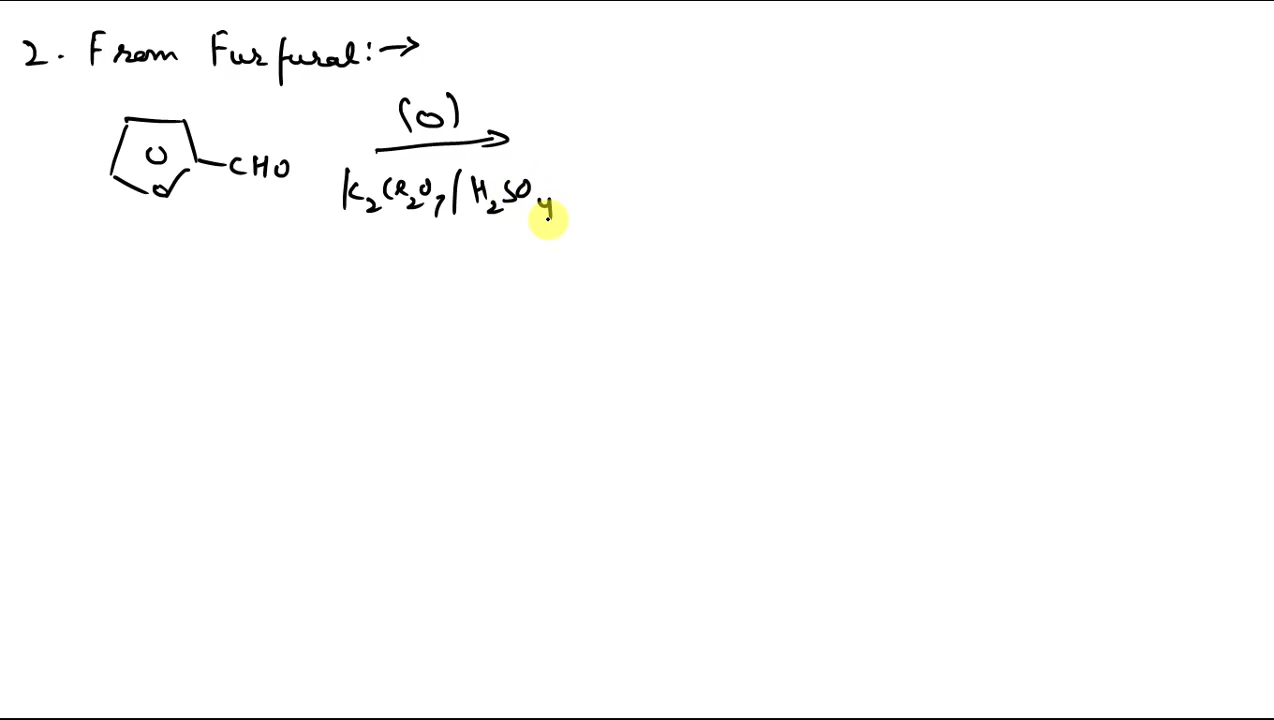 2. From Furfural:→
(O)
O
O
-CHO
K2Cr2O7/H2SO4